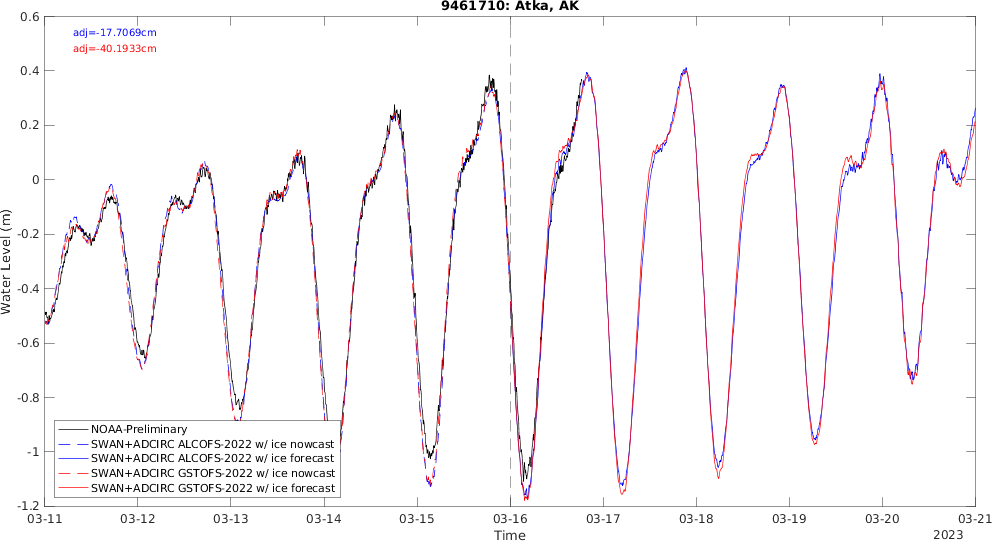 9461710: Atka, AK
adj=-17.7069cm
adj=-40.1933cm
Water Level (m)
0.6
0.4
0.2
0
-0.2
-0.4
-0.6
-0.8
-1
-1.2
NOAA-Preliminary
SWAN+ADCIRC ALCOFS-2022 w/ ice nowcast
SWAN+ADCIRC ALCOFS-2022 w/ ice forecast
SWAN+ADCIRC GSTOFS-2022 w/ ice nowcast
SWAN+ADCIRC GSTOFS-2022 w/ ice forecast
03-11 03-12 03-13 03-14 03-15 03-16 03-17 03-18 03-19 03-20 03-21
Time
2023